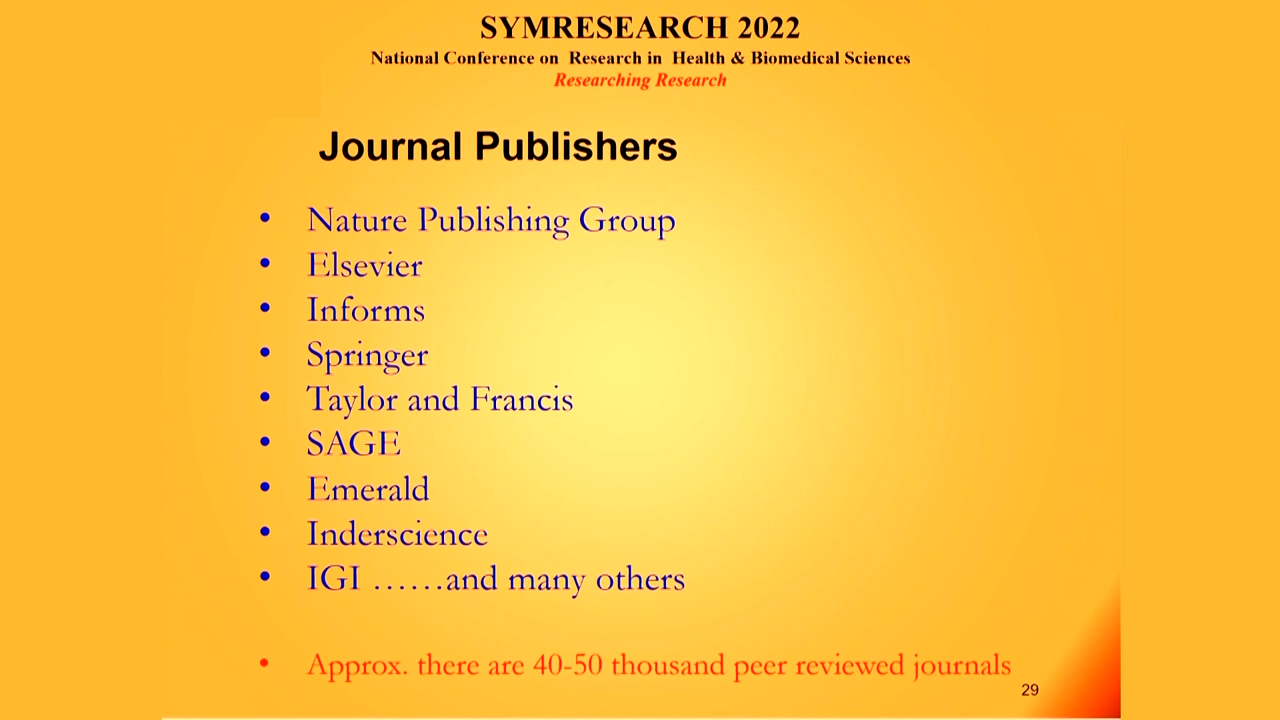 SYMRESEARCH 2022
National Conference on Research in Health & Biomedical Sciences
Researching Research
Journal Publishers
• Nature Publishing Group
• Elsevier
• Informs
• Springer
• Taylor and Francis
• SAGE
• Emerald
• Inderscience
• IGI ……and many others
• Approx. there are 40-50 thousand peer reviewed journals
29